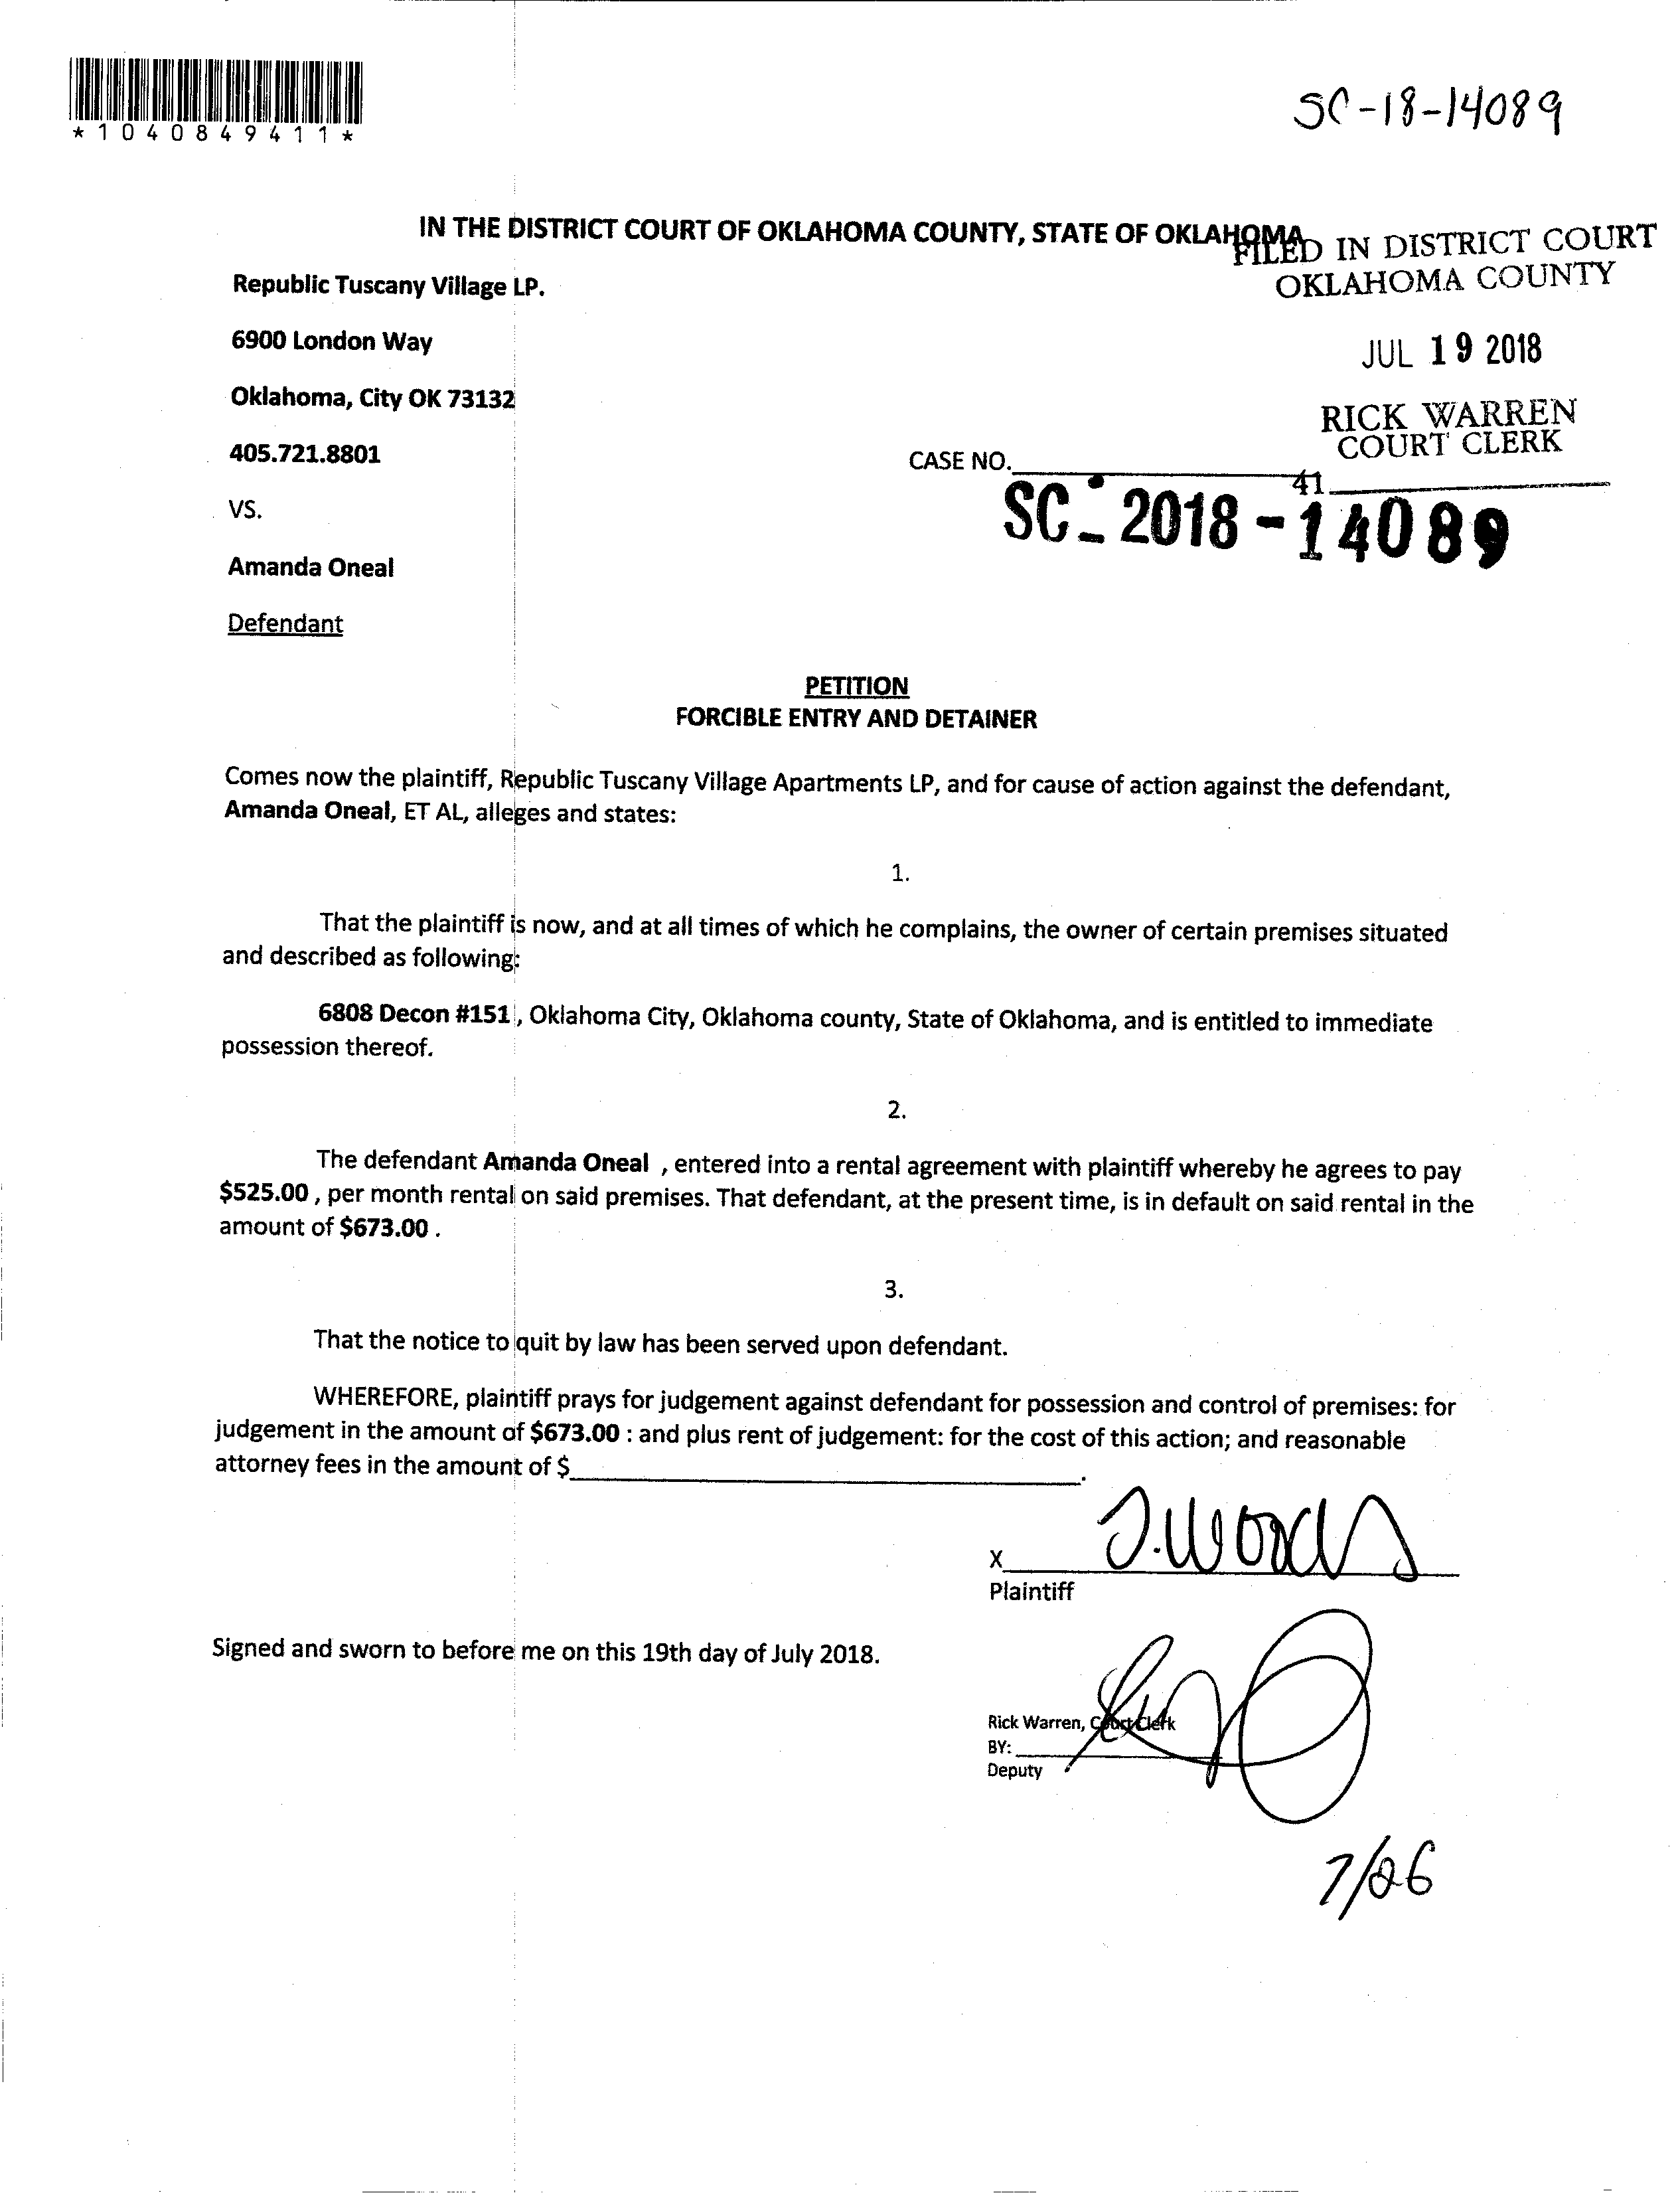 *1040849411*
SC-18-14089
IN THE DISTRICT COURT OF OKLAHOMA COUNTY, STATE OF OKLAHOMA
FILED IN DISTRICT COURT
OKLAHOMA COUNTY
Republic Tuscany Village LP.
6900 London Way
JUL 19 2018
Oklahoma, City OK 73132
RICK WARREN
COURT CLERK
405.721.8801
CASE NO.
41
SC - 2018 - 14089
VS.
Amanda Oneal
Defendant
PETITION
FORCIBLE ENTRY AND DETAINER
Comes now the plaintiff, Republic Tuscany Village Apartments LP, and for cause of action against the defendant,
Amanda Oneal, ET AL, alleges and states:
1.
That the plaintiff is now, and at all times of which he complains, the owner of certain premises situated
and described as following:
6808 Decon #151 , Oklahoma City, Oklahoma county, State of Oklahoma, and is entitled to immediate
possession thereof.
2.
The defendant Amanda Oneal , entered into a rental agreement with plaintiff whereby he agrees to pay
$525.00 , per month rental on said premises. That defendant, at the present time, is in default on said rental in the
amount of $673.00 .
3.
That the notice to quit by law has been served upon defendant.
WHEREFORE, plaintiff prays for judgement against defendant for possession and control of premises: for
judgement in the amount of $673.00 : and plus rent of judgement: for the cost of this action; and reasonable
attorney fees in the amount of $
J.Woods
X
Plaintiff
Signed and sworn to before me on this 19th day of July 2018.
Rick Warren, Court Clerk
BY:
Deputy
7/26